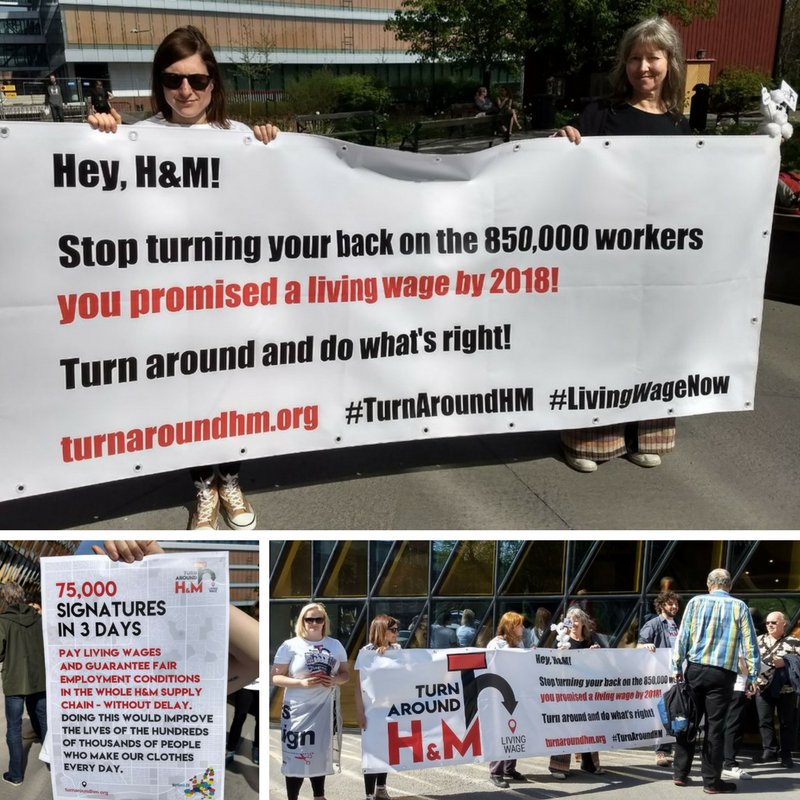 Hey, H&M!
Stop turning your back on the 850,000 workers
you promised a living wage by 2018!
Turn around and do what's right!
turnaroundhm.org #TurnAroundHM #LivingWageNow
TURN
AROUND
H&M
75,000
SIGNATURES
IN 3 DAYS
PAY LIVING WAGES
AND GUARANTEE FAIR
EMPLOYMENT CONDITIONS
IN THE WHOLE H&M SUPPLY
CHAIN - WITHOUT DELAY.
DOING THIS WOULD IMPROVE
THE LIVES OF THE HUNDREDS
OF THOUSANDS OF PEOPLE
WHO MAKE OUR CLOTHES
EVERY DAY.
turnaroundhm.org
TURN
AROUND
H&M
LIVING
WAGE
Hey, H&M!
Stop turning your back on the 850,000 wo
you promised a living wage by 2018!
Turn around and do what's right!
turnaroundhm.org #TurnAroundHM